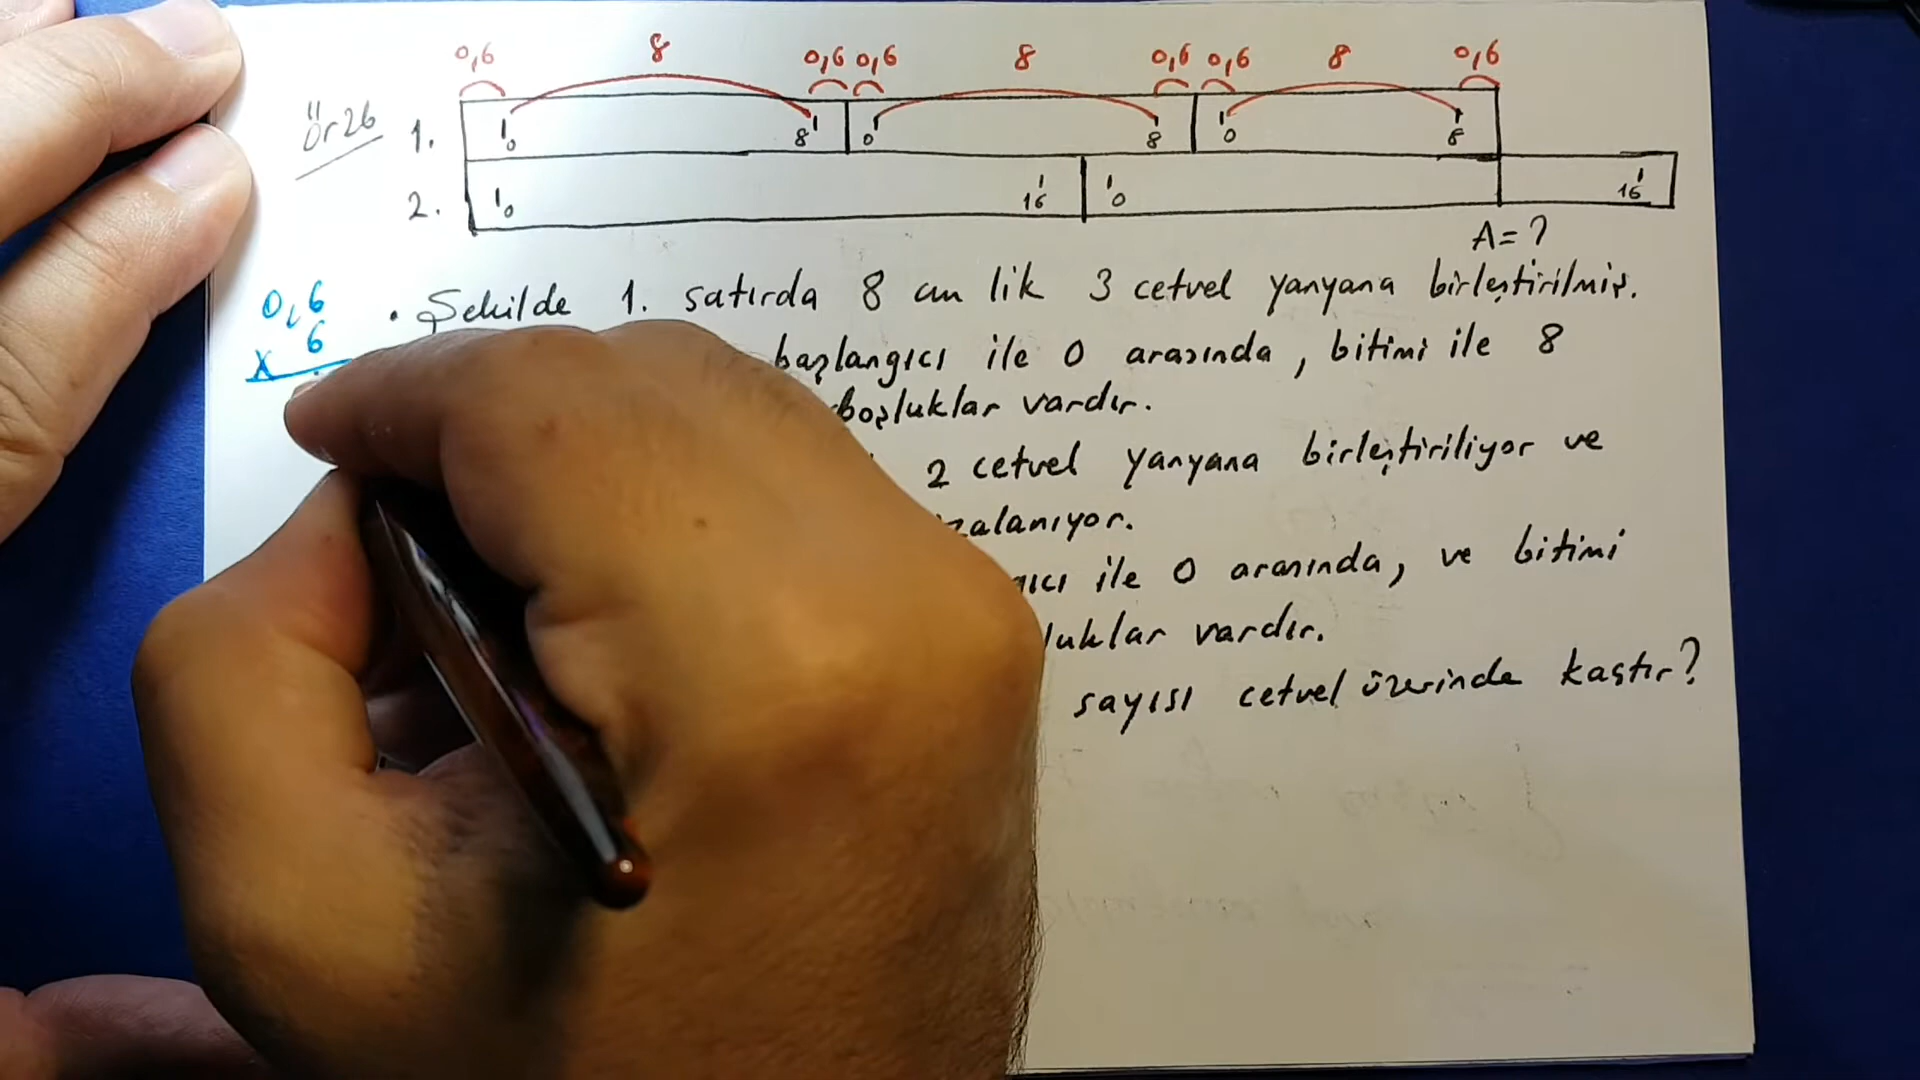 0,6 8 0,6 0,6 8 0,6 0,6 8 0,6
Ör26 1. 0 8 0 8 0 8
2. 0 16 0 16
A=?
0,6
x 6
• Şekilde 1. satırda 8 cm lik 3 cetvel yanyana birleştirilmiş.
başlangıcı ile 0 arasında, bitimi ile 8
boşluklar vardır.
2 cetvel yanyana birleştiriliyor ve
ile 0 arasında, ve bitimi
vardır.
sayısı cetvel üzerinde kaçtır?